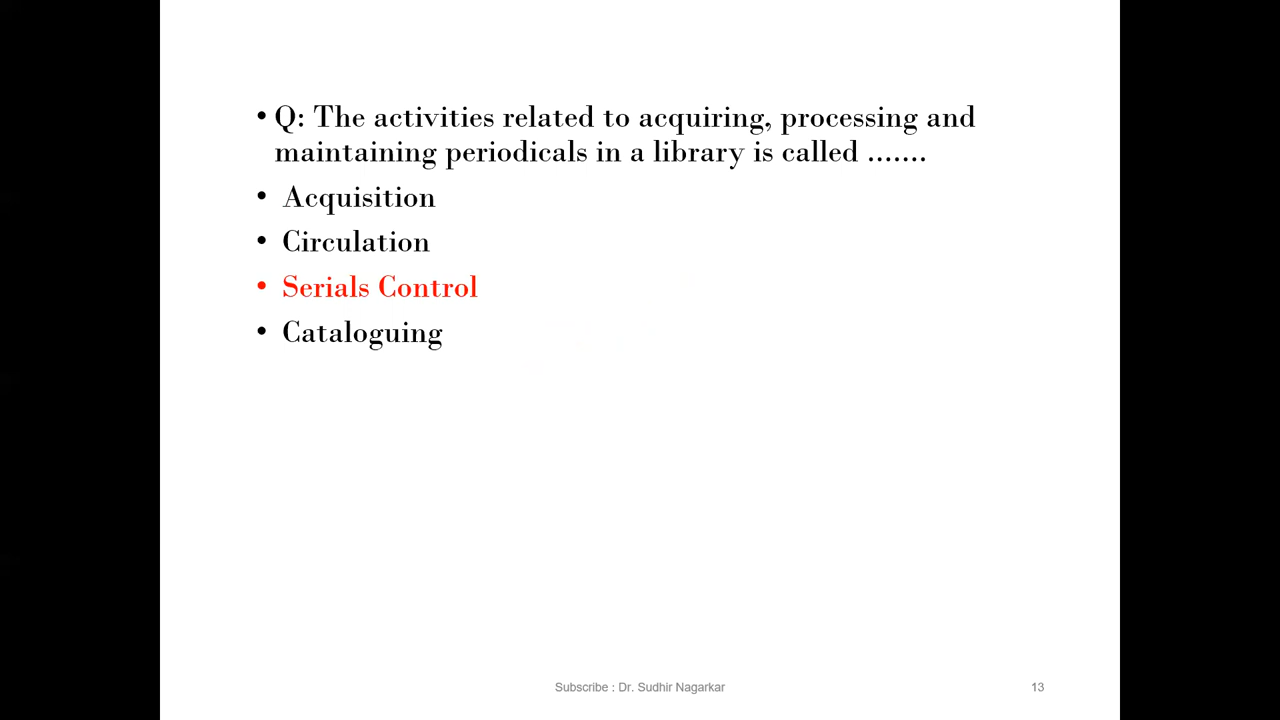 • Q: The activities related to acquiring, processing and
maintaining periodicals in a library is called .......
• Acquisition
• Circulation
• Serials Control
• Cataloguing
Subscribe : Dr. Sudhir Nagarkar
13